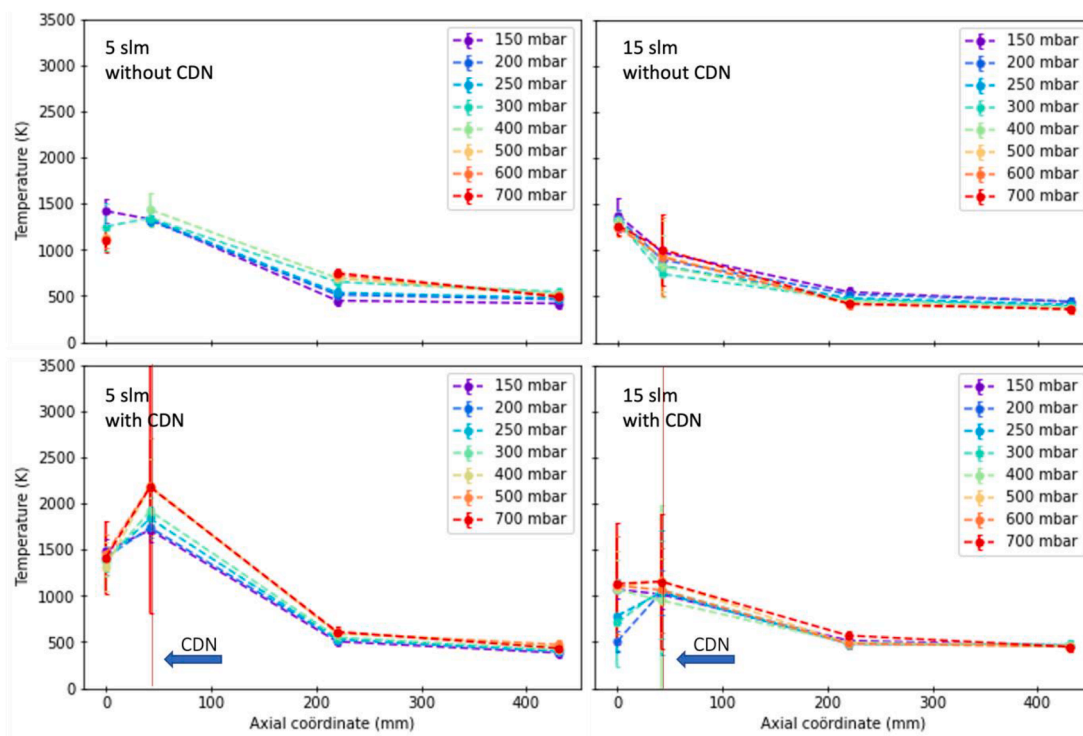 3500
3000
2500
2000
1500
1000
500
0
Temperature (K)
5 slm
without CDN
150 mbar
200 mbar
250 mbar
300 mbar
400 mbar
500 mbar
600 mbar
700 mbar
15 slm
without CDN
150 mbar
200 mbar
250 mbar
300 mbar
400 mbar
500 mbar
600 mbar
700 mbar
3500
3000
2500
2000
1500
1000
500
0
Temperature (K)
5 slm
with CDN
150 mbar
200 mbar
250 mbar
300 mbar
400 mbar
500 mbar
700 mbar
CDN
0 100 200 300 400
Axial coördinate (mm)
15 slm
with CDN
150 mbar
200 mbar
250 mbar
300 mbar
400 mbar
500 mbar
600 mbar
700 mbar
CDN
0 100 200 300 400
Axial coördinate (mm)